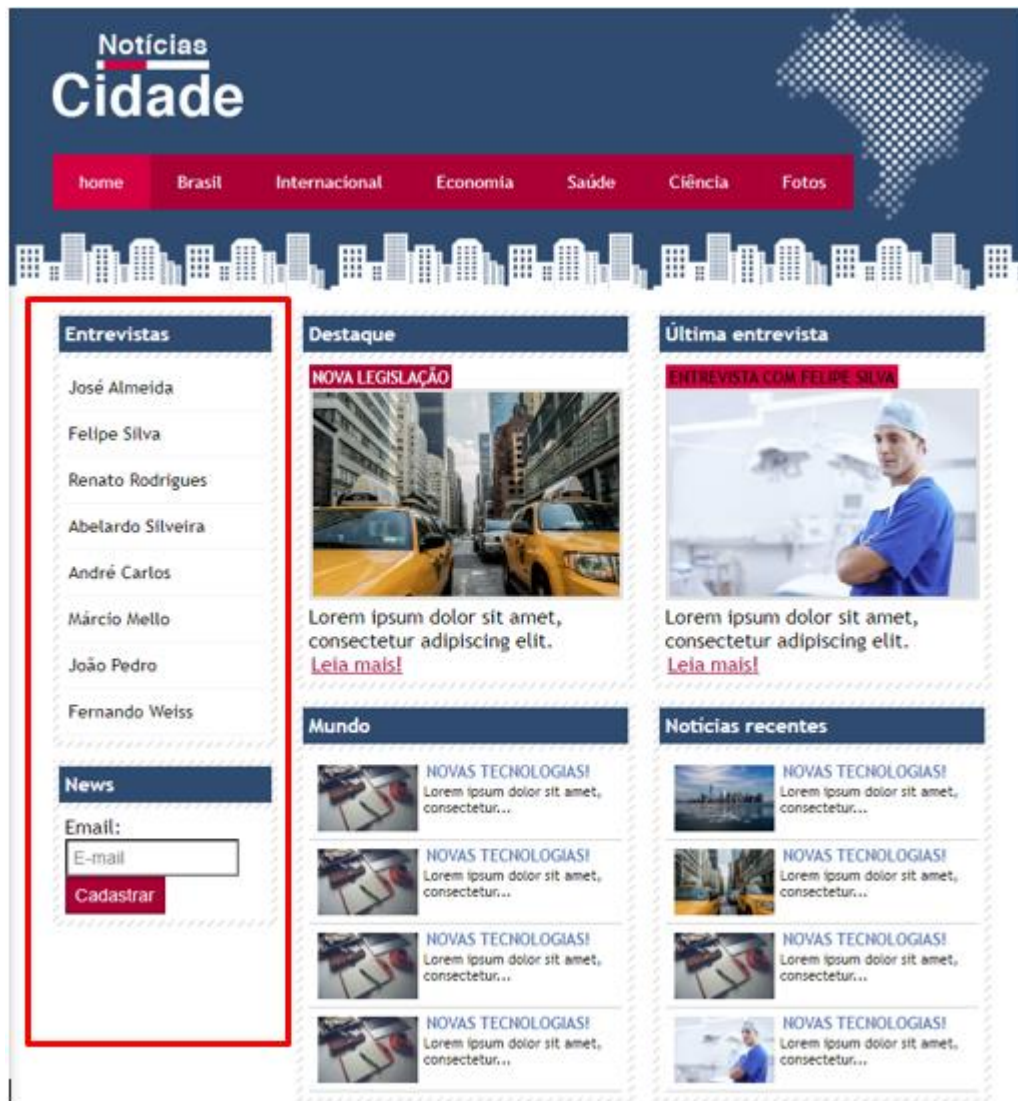 Notícias
Cidade
home Brasil Internacional Economia Saúde Ciência Fotos
Entrevistas
José Almeida
Felipe Silva
Renato Rodrigues
Abelardo Silveira
André Carlos
Márcio Mello
João Pedro
Fernando Weiss
News
Email:
E-mail
Cadastrar
Destaque
NOVA LEGISLAÇÃO
Lorem ipsum dolor sit amet,
consectetur adipiscing elit.
Leia mais!
Última entrevista
ENTREVISTA COM FELIPE SILVA
Lorem ipsum dolor sit amet,
consectetur adipiscing elit.
Leia mais!
Mundo
NOVAS TECNOLOGIAS!
Lorem ipsum dolor sit amet,
consectetur...
NOVAS TECNOLOGIAS!
Lorem ipsum dolor sit amet,
consectetur...
NOVAS TECNOLOGIAS!
Lorem ipsum dolor sit amet,
consectetur...
NOVAS TECNOLOGIAS!
Lorem ipsum dolor sit amet,
consectetur...
Notícias recentes
NOVAS TECNOLOGIAS!
Lorem ipsum dolor sit amet,
consectetur...
NOVAS TECNOLOGIAS!
Lorem ipsum dolor sit amet,
consectetur...
NOVAS TECNOLOGIAS!
Lorem ipsum dolor sit amet,
consectetur...
NOVAS TECNOLOGIAS!
Lorem ipsum dolor sit amet,
consectetur...